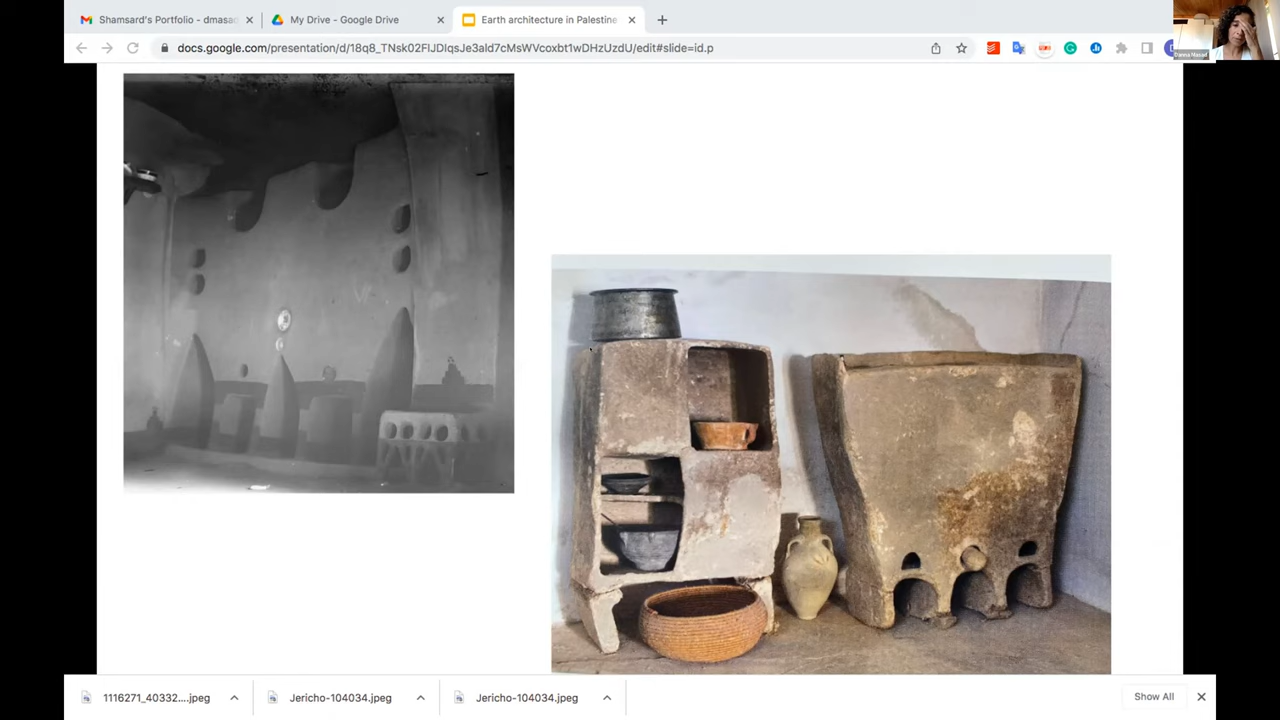 Shamsard's Portfolio - dmasad
My Drive - Google Drive
Earth architecture in Palestine
docs.google.com/presentation/d/18q8_TNsk02FIJDIqsJe3ald7cMsWVcoxbt1wDHzUzdU/edit#slide=id.p
1116271_40332....jpeg
Jericho-104034.jpeg
Jericho-104034.jpeg
Show All